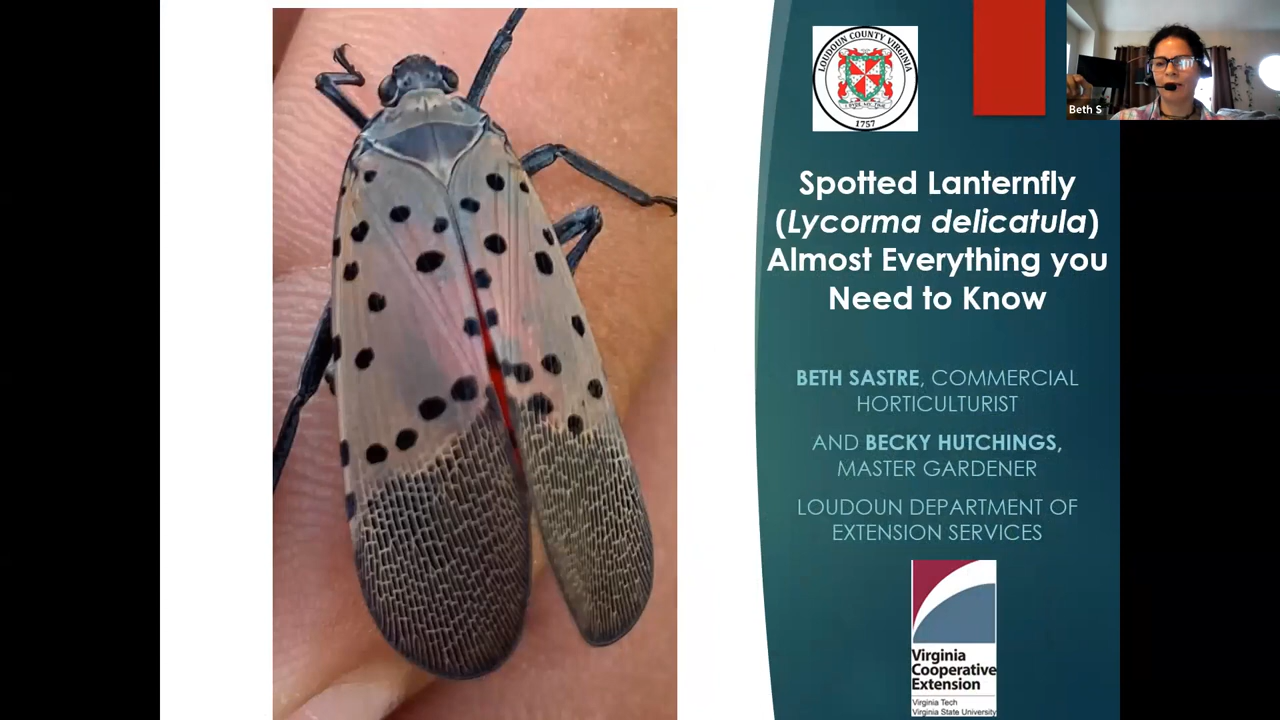 LOUDOUN COUNTY VIRGINIA
1757
Beth S
Spotted Lanternfly
(Lycorma delicatula)
Almost Everything you
Need to Know
BETH SASTRE, COMMERCIAL
HORTICULTURIST
AND BECKY HUTCHINGS,
MASTER GARDENER
LOUDOUN DEPARTMENT OF
EXTENSION SERVICES
Virginia
Cooperative
Extension
Virginia Tech
Virginia State University